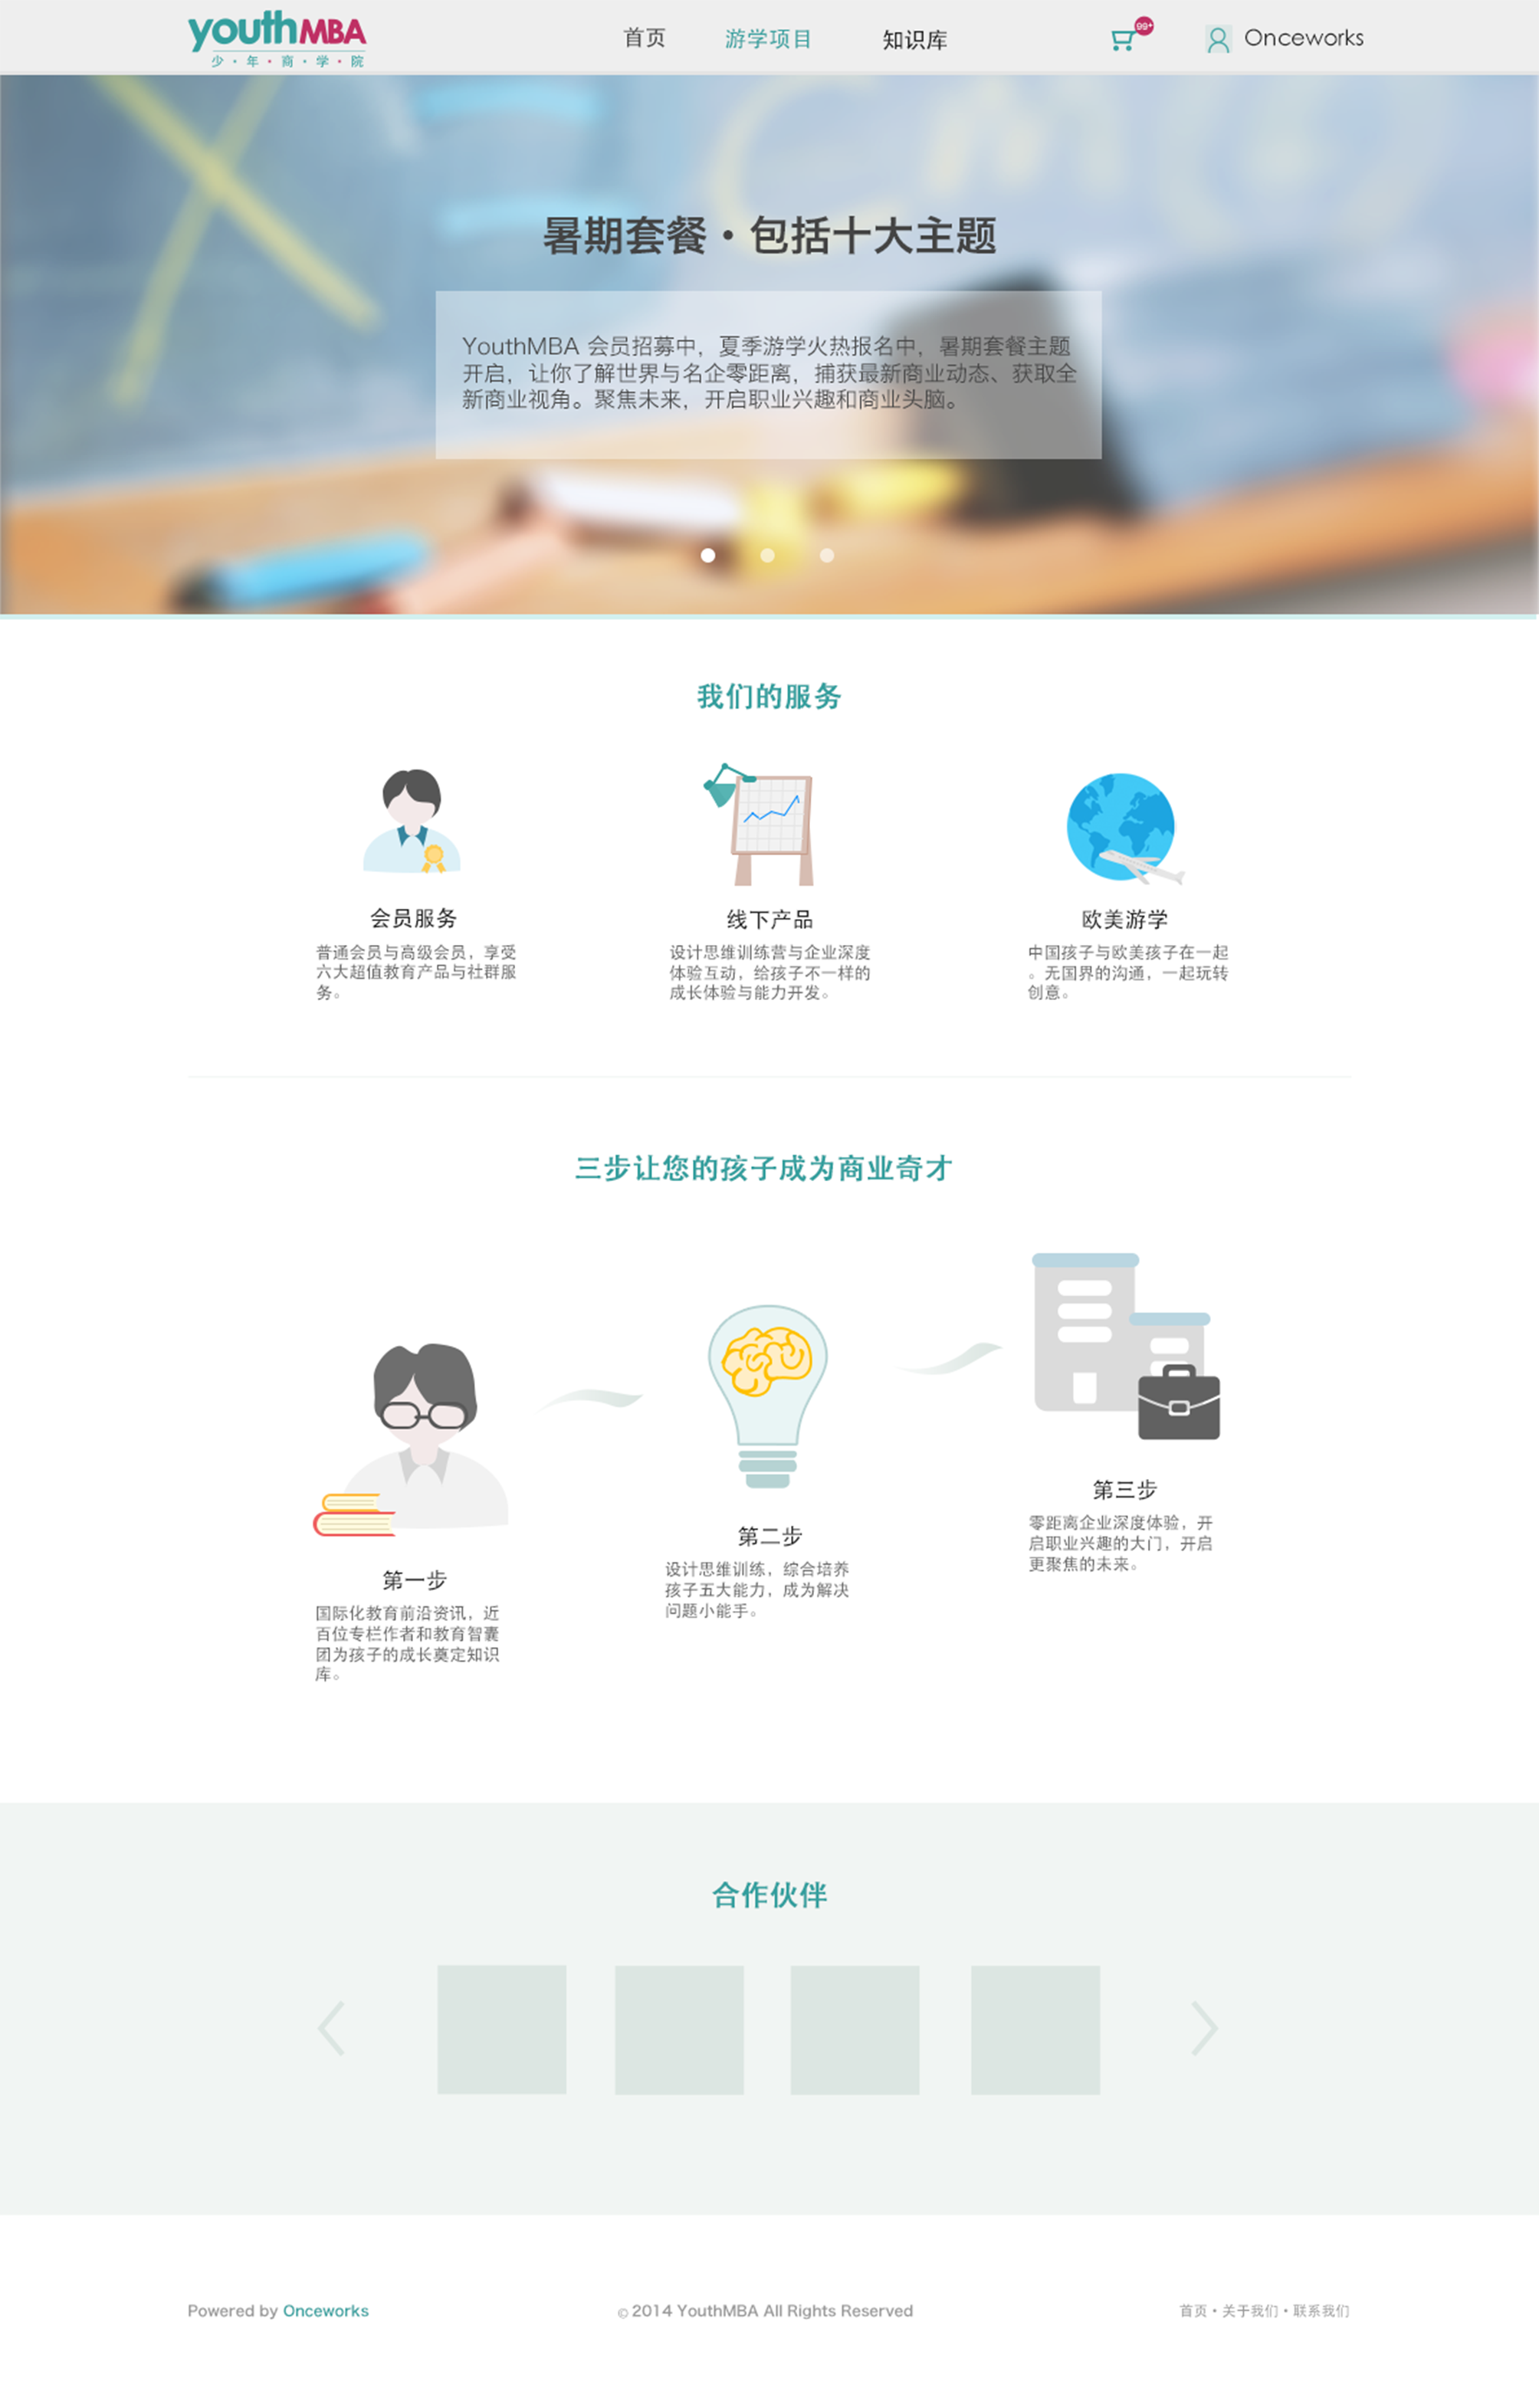 youthMBA
少·年·商·学·院
首页
游学项目
知识库
99+
Onceworks
暑期套餐·包括十大主题
YouthMBA 会员招募中，夏季游学火热报名中，暑期套餐主题
开启，让你了解世界与名企零距离，捕获最新商业动态、获取全
新商业视角。聚焦未来，开启职业兴趣和商业头脑。
我们的服务
会员服务
普通会员与高级会员，享受
六大超值教育产品与社群服
务。
线下产品
设计思维训练营与企业深度
体验互动，给孩子不一样的
成长体验与能力开发。
欧美游学
中国孩子与欧美孩子在一起
。无国界的沟通，一起玩转
创意。
三步让您的孩子成为商业奇才
第一步
国际化教育前沿资讯，近
百位专栏作者和教育智囊
团为孩子的成长奠定知识
库。
第二步
设计思维训练，综合培养
孩子五大能力，成为解决
问题小能手。
第三步
零距离企业深度体验，开
启职业兴趣的大门，开启
更聚焦的未来。
合作伙伴
Powered by Onceworks
© 2014 YouthMBA All Rights Reserved
首页·关于我们·联系我们